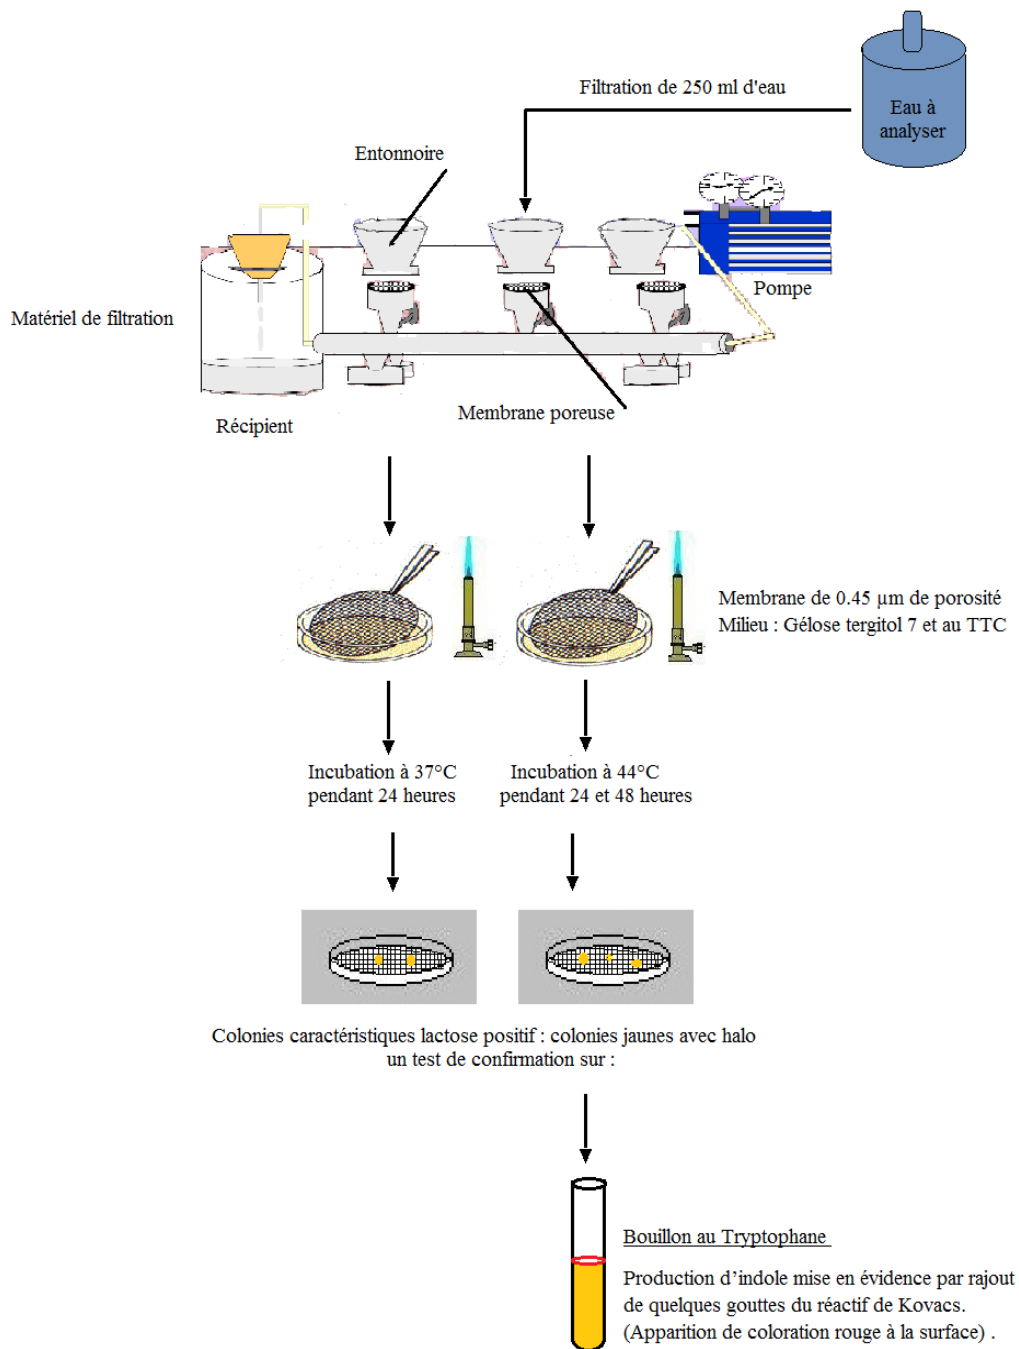 Filtration de 250 ml d'eau
Eau à
analyser
Entonnoire
Pompe
Matériel de filtration
Membrane poreuse
Récipient
Membrane de 0.45 µm de porosité
Milieu : Gélose tergitol 7 et au TTC
Incubation à 37°C
pendant 24 heures
Incubation à 44°C
pendant 24 et 48 heures
Colonies caractéristiques lactose positif : colonies jaunes avec halo
un test de confirmation sur :
Bouillon au Tryptophane
Production d’indole mise en évidence par rajout
de quelques gouttes du réactif de Kovacs.
(Apparition de coloration rouge à la surface) .